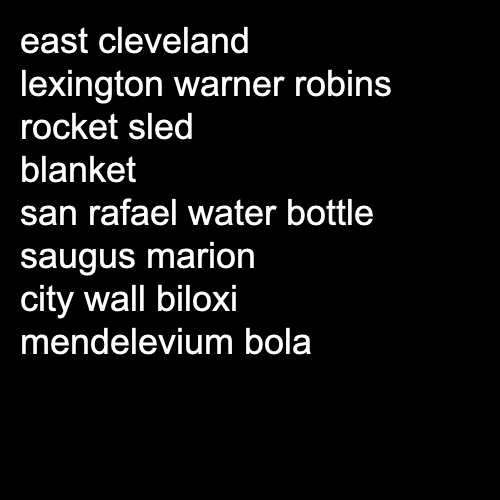 east cleveland
lexington warner robins
rocket sled
blanket
san rafael water bottle
saugus marion
city wall biloxi
mendelevium bola